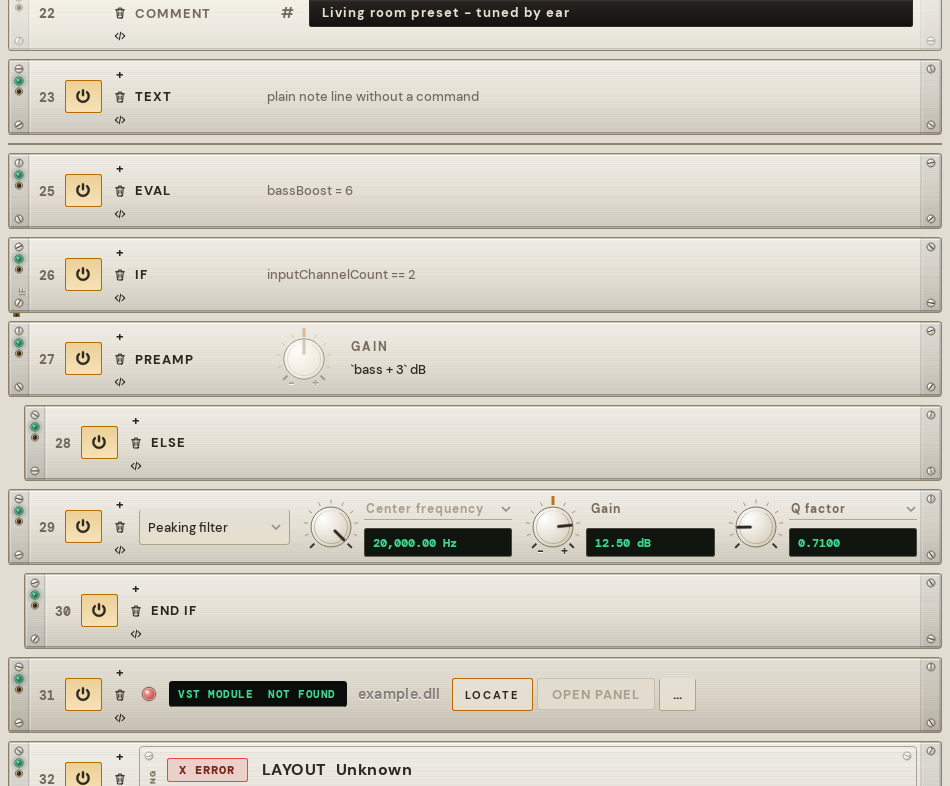 22 COMMENT # Living room preset - tuned by ear
23 TEXT plain note line without a command
25 EVAL bassBoost = 6
26 IF inputChannelCount == 2
IF
27 PREAMP GAIN
`bass + 3` dB
28 ELSE
29 Peaking filter Center frequency Gain Q factor
20,000.00 Hz 12.50 dB 0.7100
30 END IF
31 VST MODULE NOT FOUND example.dll LOCATE OPEN PANEL ...
32 X ERROR LAYOUT Unknown
NG